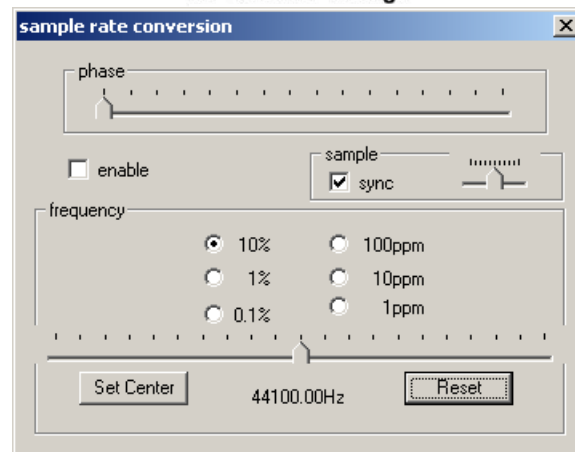 sample rate conversion
phase
enable
sample
sync
frequency
10%
100ppm
1%
10ppm
0.1%
1ppm
Set Center
44100.00Hz
Reset